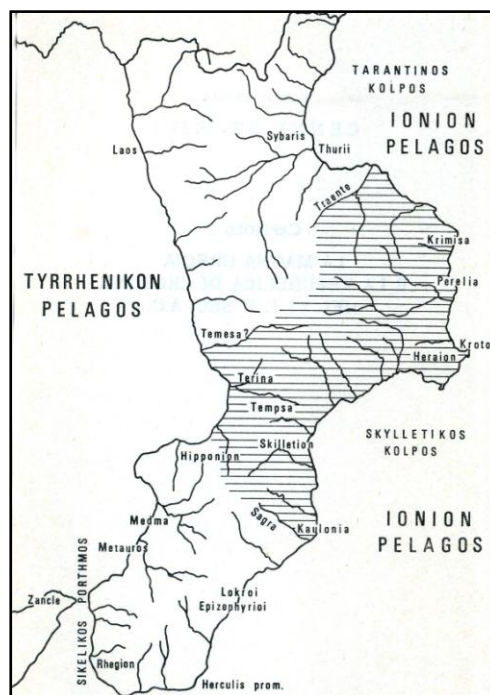 TARANTINOS
KOLPOS
IONION
PELAGOS
Sybaris
Thurii
Laos
Traente
Krimisa
TYRRHENIKON
PELAGOS
Perelia
Temesa?
Kroto
Heraion
Terina
Tempsa
SKYLLETIKOS
KOLPOS
Skilletion
Hipponion
IONION
PELAGOS
Medma
Sagra
Kaulonia
Metauros
SIKELIKOS PORTHMOS
Zancle
Lokroi
Epizephyrioi
Rhegion
Herculis prom.